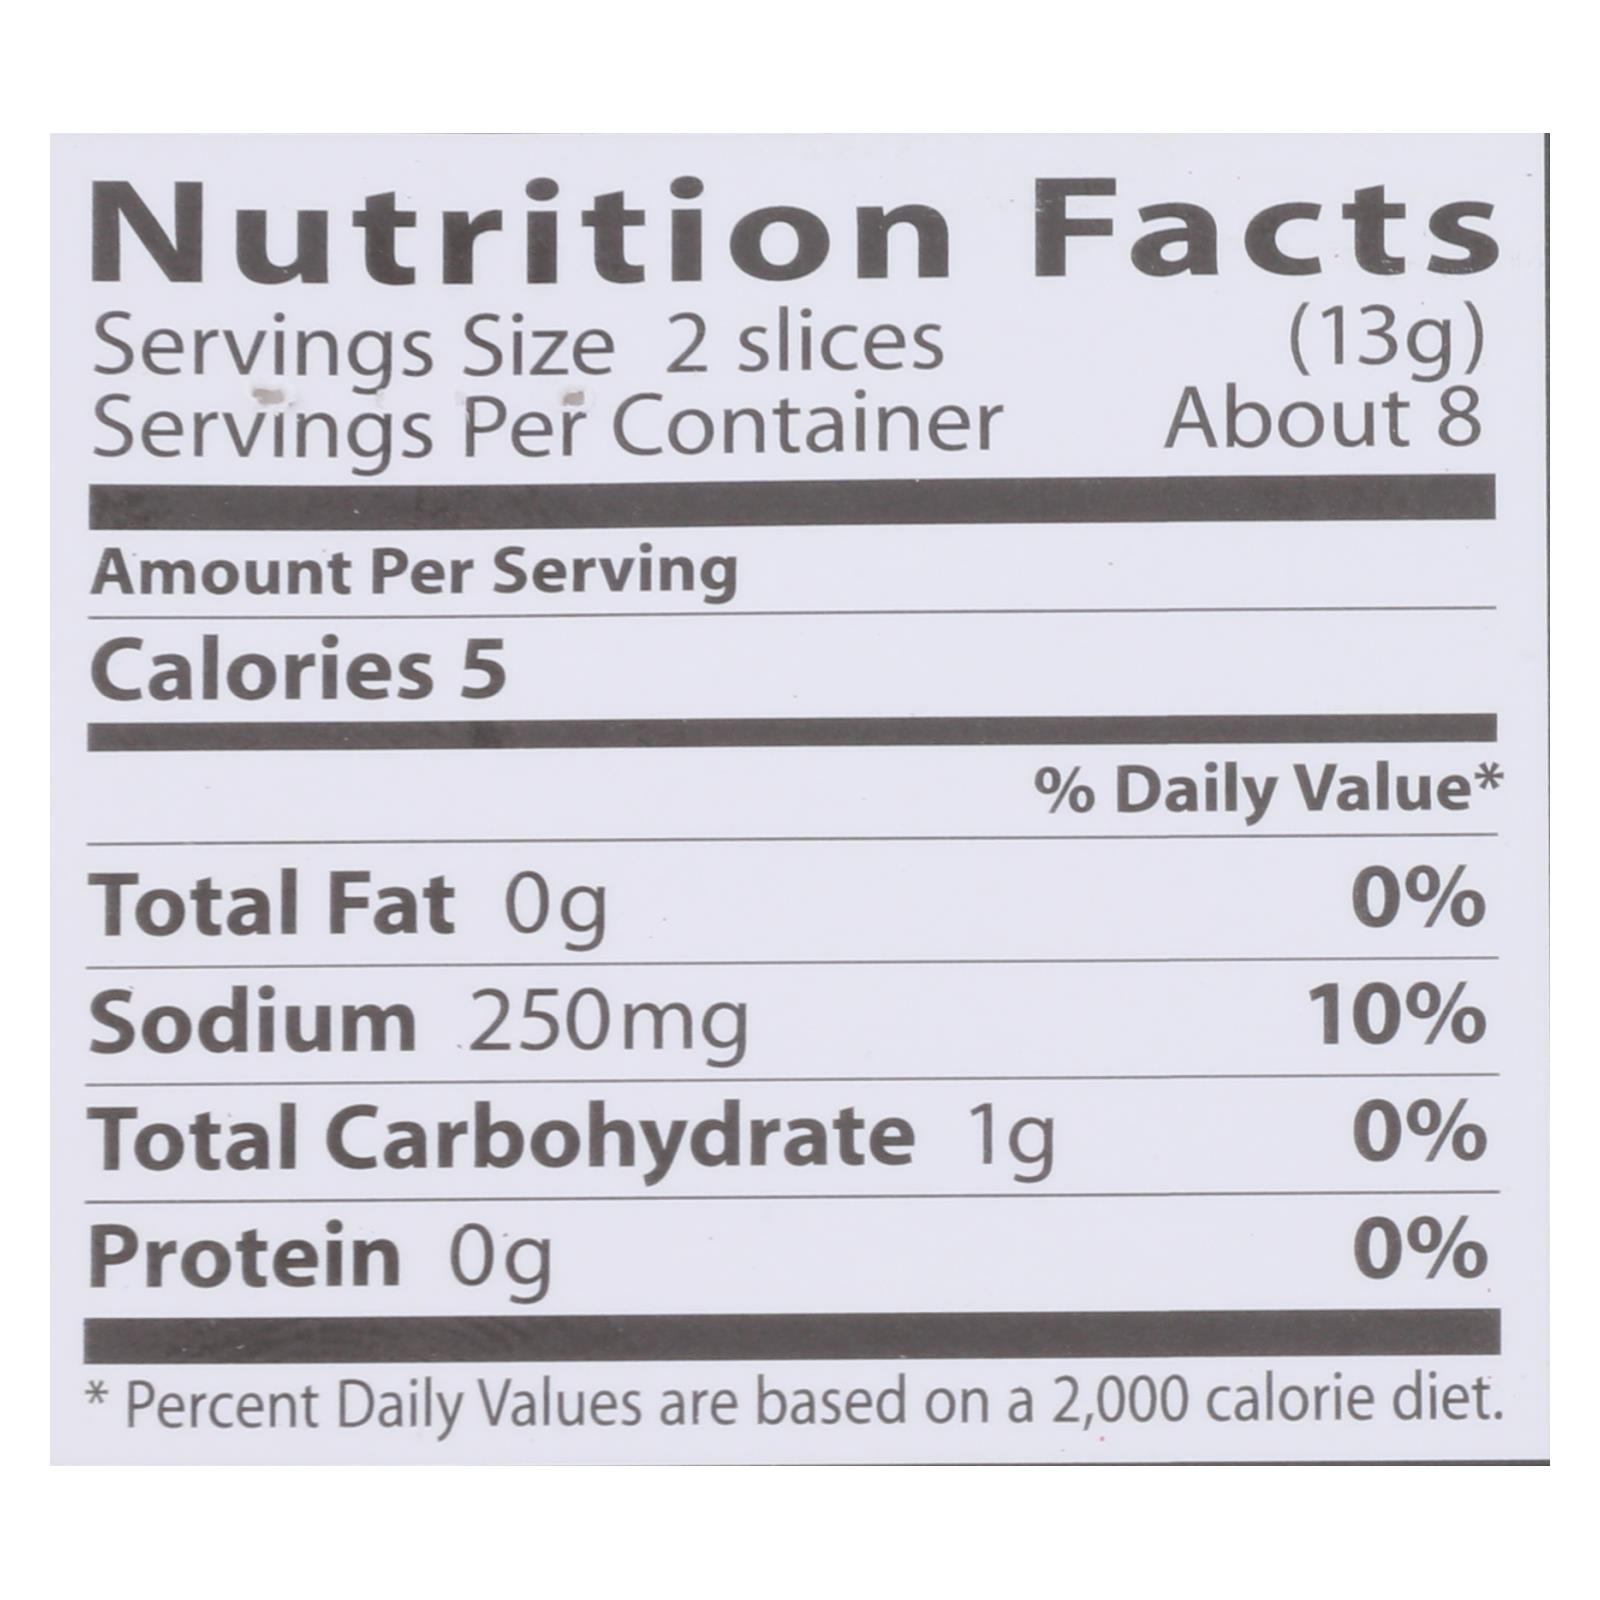 Nutrition Facts
Servings Size 2 slices (13g)
Servings Per Container About 8
Amount Per Serving
Calories 5
% Daily Value*
Total Fat 0g 0%
Sodium 250mg 10%
Total Carbohydrate 1g 0%
Protein 0g 0%
* Percent Daily Values are based on a 2,000 calorie diet.